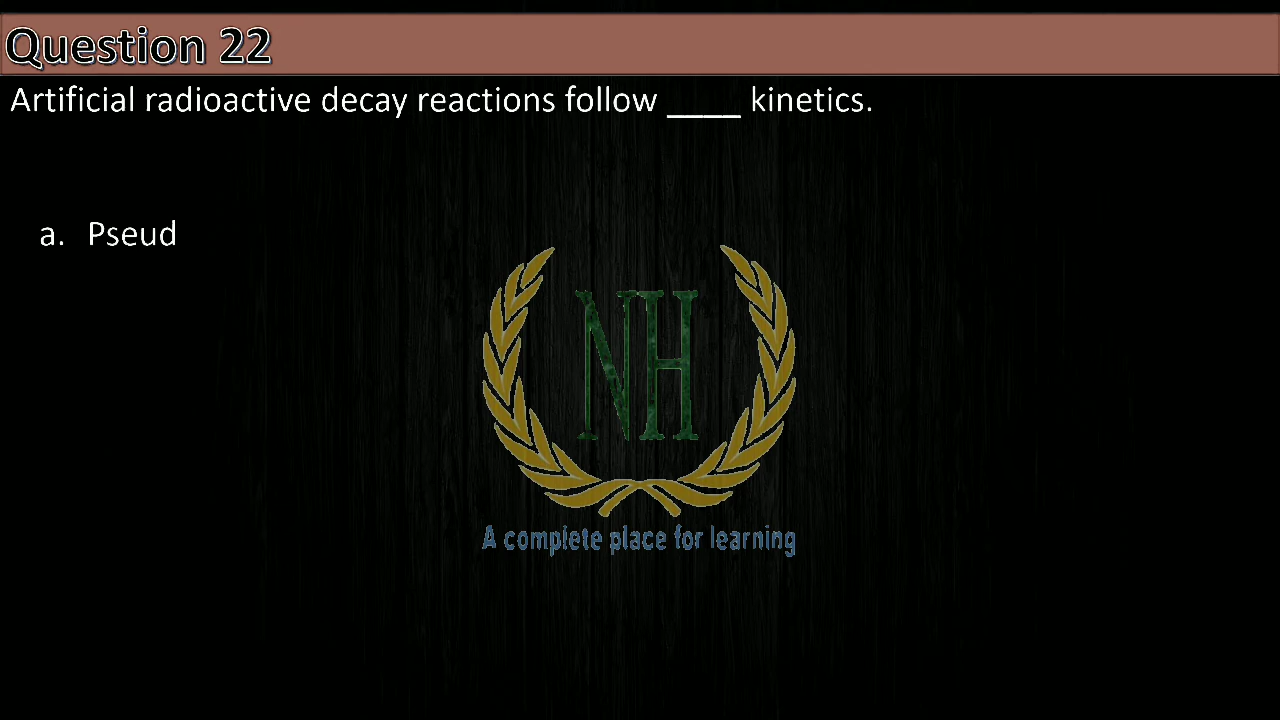 Question 22
Artificial radioactive decay reactions follow ____ kinetics.
a. Pseud
NH
A complete place for learning